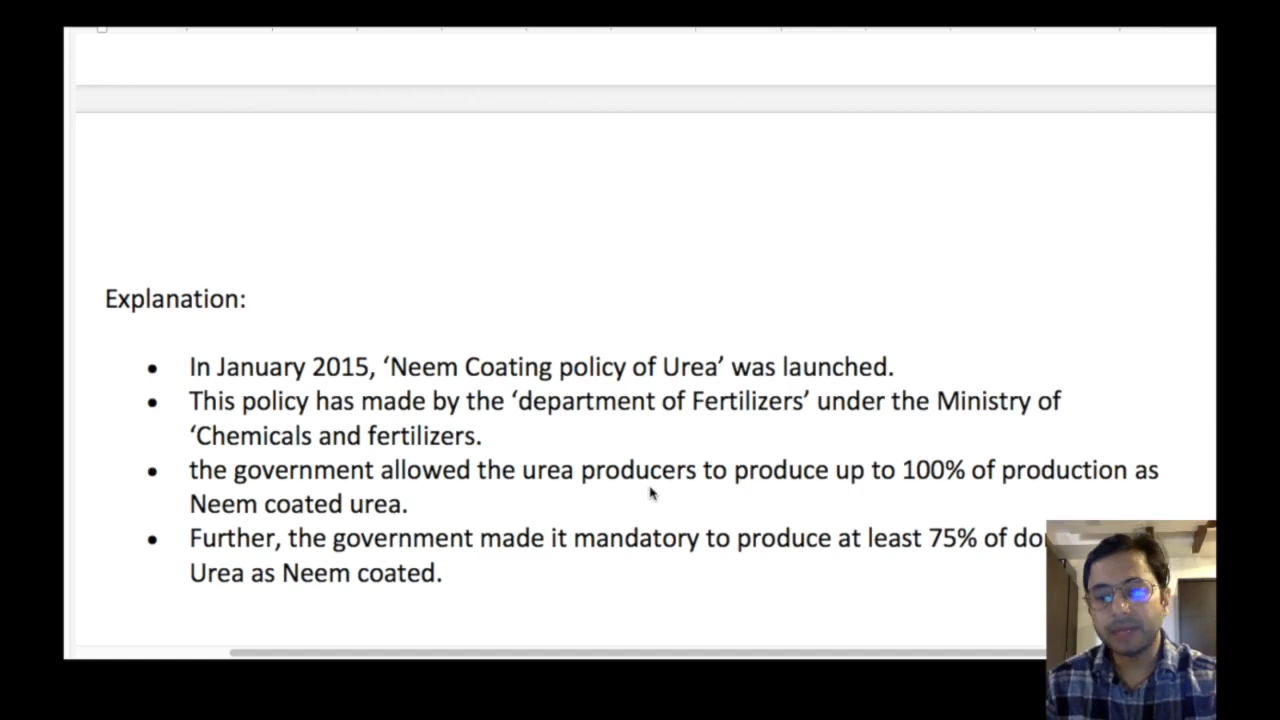 Explanation:
In January 2015, ‘Neem Coating policy of Urea’ was launched.
This policy has made by the ‘department of Fertilizers’ under the Ministry of
‘Chemicals and fertilizers.
the government allowed the urea producers to produce up to 100% of production as
Neem coated urea.
Further, the government made it mandatory to produce at least 75% of
Urea as Neem coated.